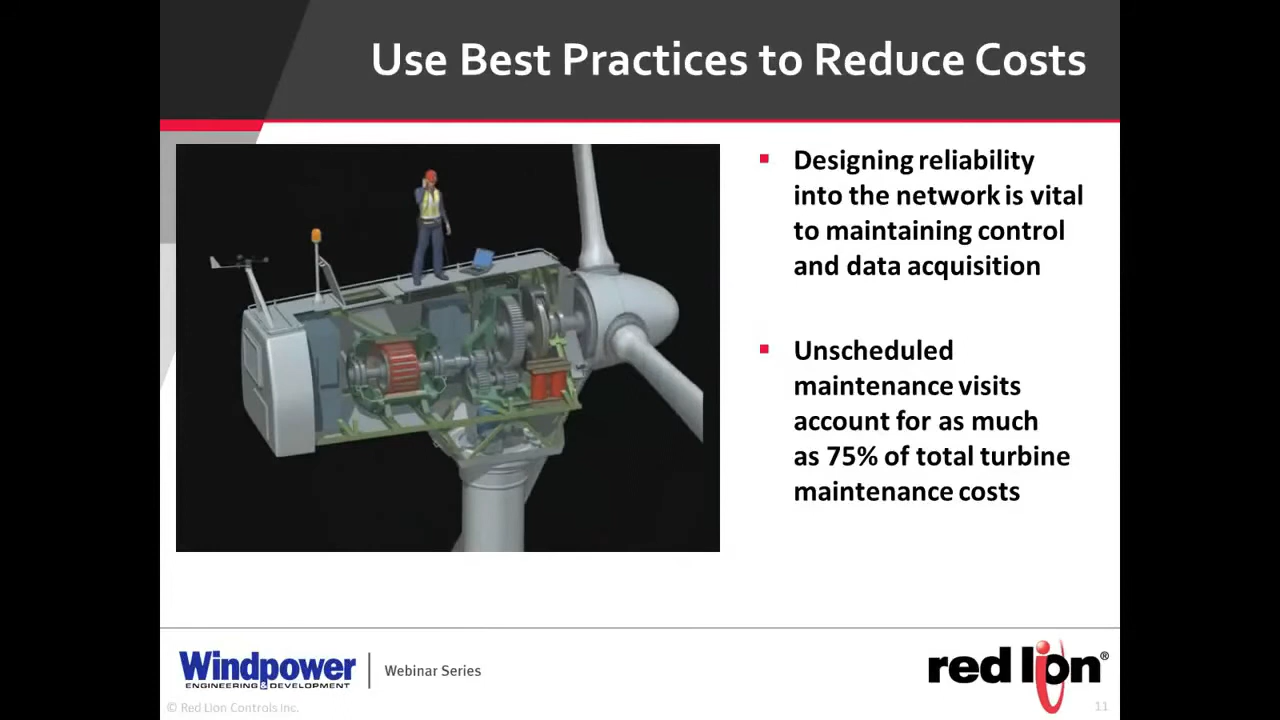 Use Best Practices to Reduce Costs
Designing reliability
into the network is vital
to maintaining control
and data acquisition
Unscheduled
maintenance visits
account for as much
as 75% of total turbine
maintenance costs
Windpower
ENGINEERING & DEVELOPMENT
Webinar Series
red lion®
© Red Lion Controls Inc.
11